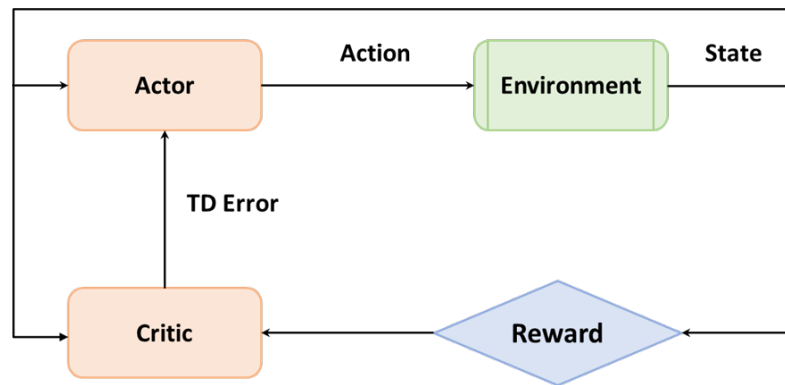 Action
State
Actor
Environment
TD Error
Critic
Reward